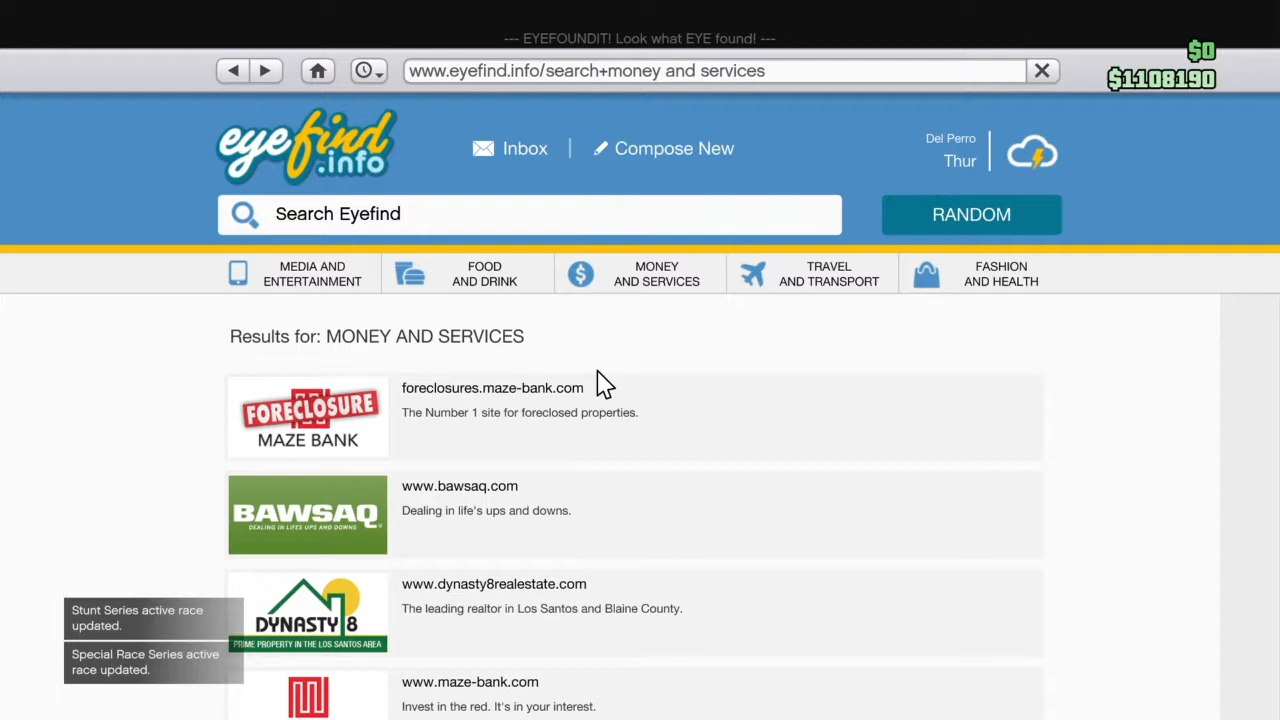 --- EYEFOUNDIT! Look what EYE found! ---
$0
www.eyefind.info/search+money and services
$1108190
eyefind
.info
Inbox
Compose New
Del Perro
Thur
Search Eyefind
RANDOM
MEDIA AND
ENTERTAINMENT
FOOD
AND DRINK
MONEY
AND SERVICES
TRAVEL
AND TRANSPORT
FASHION
AND HEALTH
Results for: MONEY AND SERVICES
FORECLOSURE
MAZE BANK
foreclosures.maze-bank.com
The Number 1 site for foreclosed properties.
BAWSAQ
DEALING IN LIFES UPS AND DOWNS
www.bawsaq.com
Dealing in life's ups and downs.
DYNASTY 8
PRIME PROPERTY IN THE LOS SANTOS AREA
www.dynasty8realestate.com
The leading realtor in Los Santos and Blaine County.
Stunt Series active race
updated.
Special Race Series active
race updated.
www.maze-bank.com
Invest in the red. It's in your interest.